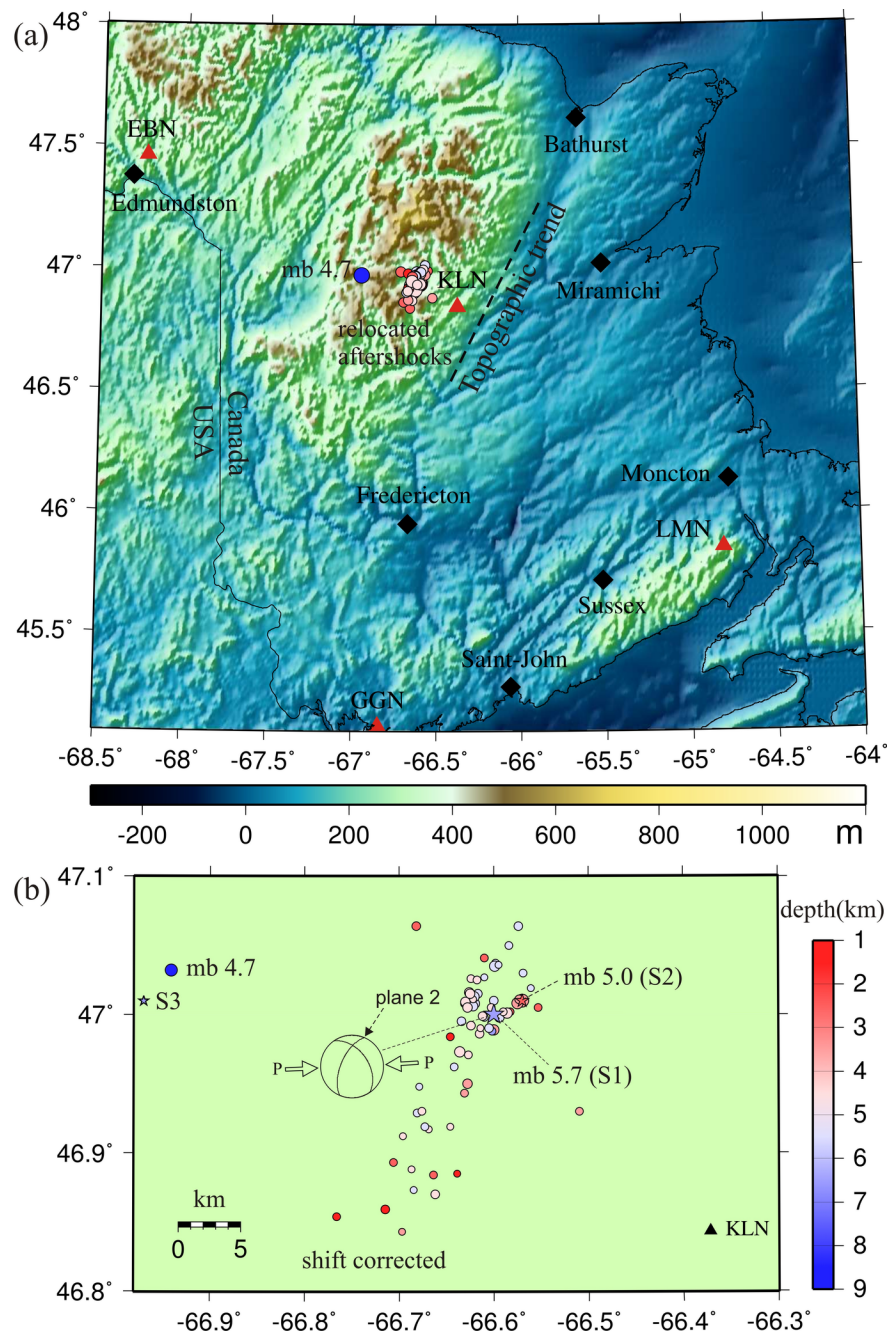 (a)
48˚
47.5˚
47˚
46.5˚
46˚
45.5˚
EBN
Edmundston
Bathurst
mb 4.7
KLN
relocated
aftershocks
Topographic trend
Miramichi
Canada
USA
Fredericton
Moncton
LMN
Sussex
Saint-John
GGN
-68.5˚ -68˚ -67.5˚ -67˚ -66.5˚ -66˚ -65.5˚ -65˚ -64.5˚ -64˚
-200 0 200 400 600 800 1000 m
(b)
47.1˚
47˚
46.9˚
46.8˚
mb 4.7
S3
plane 2
P
P
mb 5.0 (S2)
mb 5.7 (S1)
km
0 5
shift corrected
KLN
-66.9˚ -66.8˚ -66.7˚ -66.6˚ -66.5˚ -66.4˚ -66.3˚
depth(km)
1
2
3
4
5
6
7
8
9